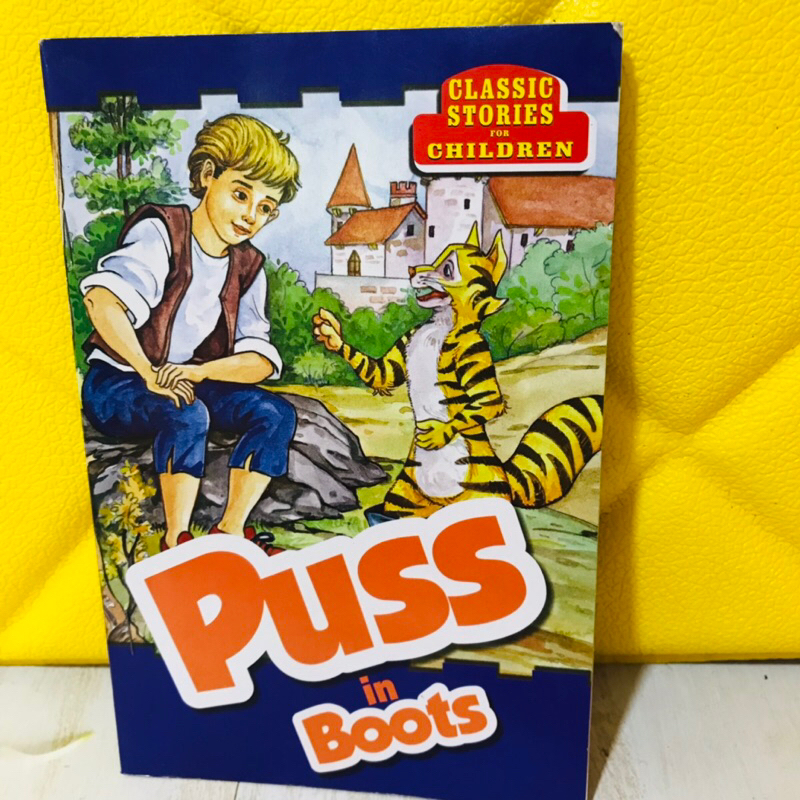 CLASSIC
STORIES
FOR
CHILDREN
Puss
in
Boots